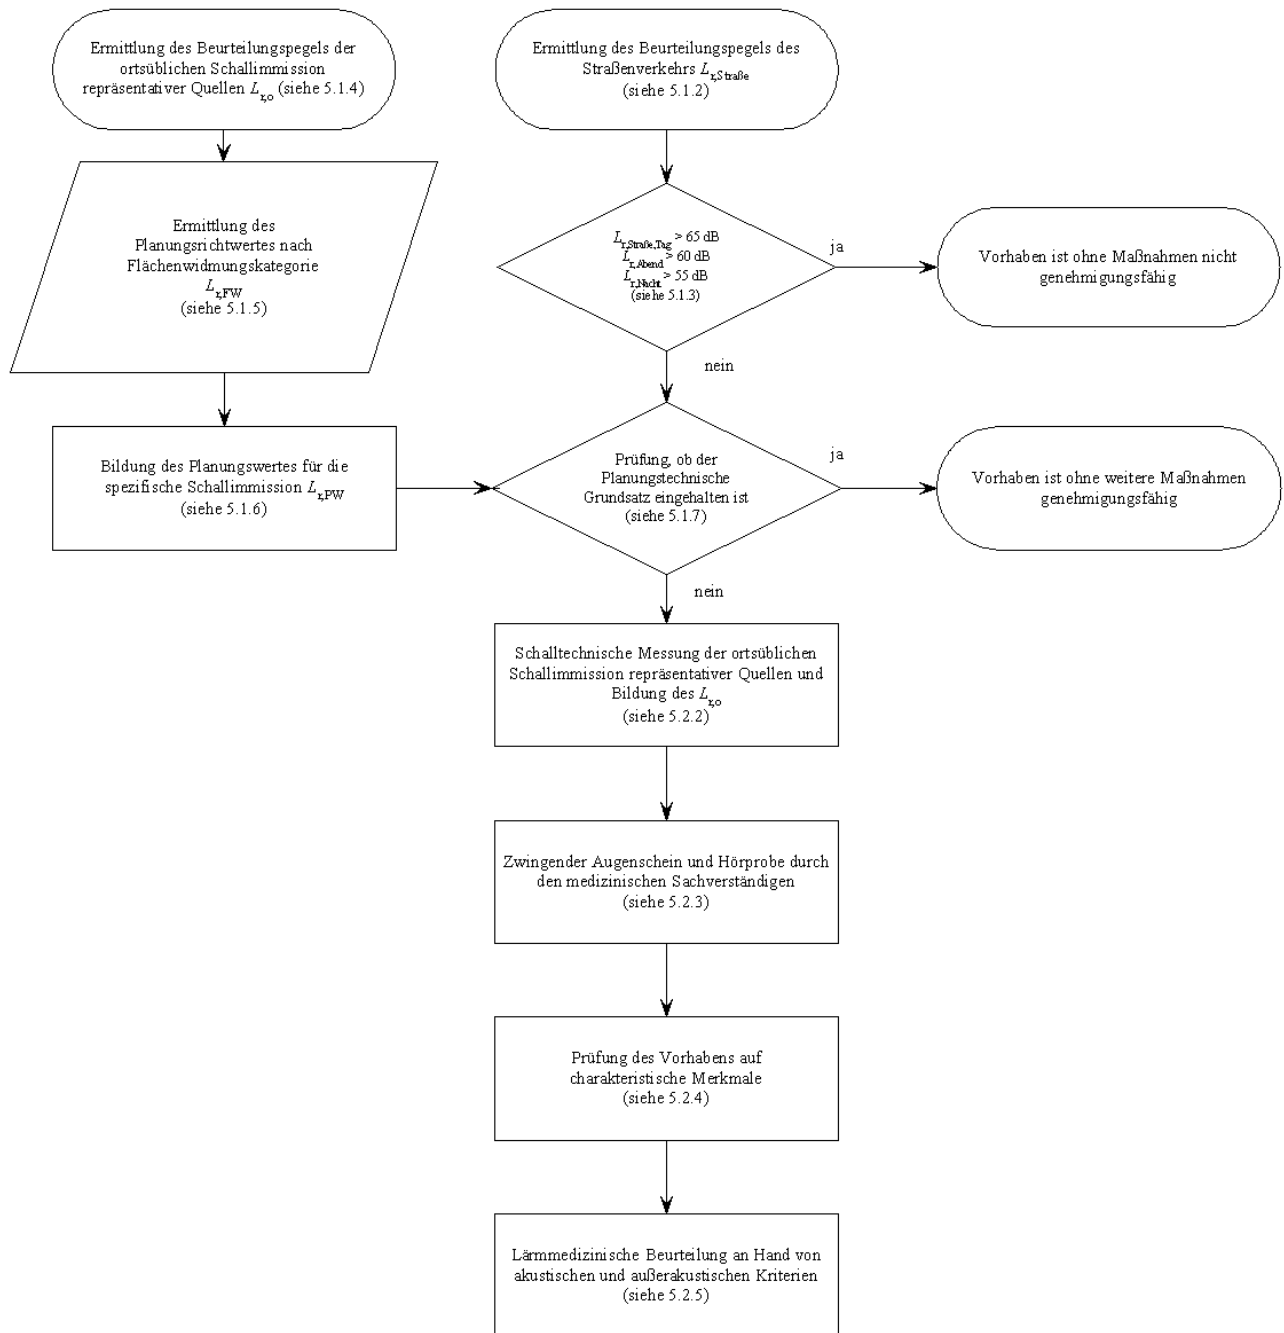 Ermittlung des Beurteilungspegels der
ortsüblichen Schallimmission
repräsentativer Quellen L r,o (siehe 5.1.4)
Ermittlung des Beurteilungspegels des
Straßenverkehrs L r,Straße
(siehe 5.1.2)
Ermittlung des
Planungsrichtwertes nach
Flächenwidmungskategorie
L r,FW
(siehe 5.1.5)
L r,Straße,Tag > 65 dB
L r,Abend > 60 dB
L r,Nacht > 55 dB
(siehe 5.1.3)
ja
Vorhaben ist ohne Maßnahmen nicht
genehmigungsfähig
nein
Bildung des Planungswertes für die
spezifische Schallimmission L r,PW
(siehe 5.1.6)
Prüfung, ob der
Planungstechnische
Grundsatz eingehalten ist
(siehe 5.1.7)
ja
Vorhaben ist ohne weitere Maßnahmen
genehmigungsfähig
nein
Schalltechnische Messung der ortsüblichen
Schallimmission repräsentativer Quellen und
Bildung des L r,o
(siehe 5.2.2)
Zwingender Augenschein und Hörprobe durch
den medizinischen Sachverständigen
(siehe 5.2.3)
Prüfung des Vorhabens auf
charakteristische Merkmale
(siehe 5.2.4)
Lärmmedizinische Beurteilung an Hand von
akustischen und außerakustischen Kriterien
(siehe 5.2.5)